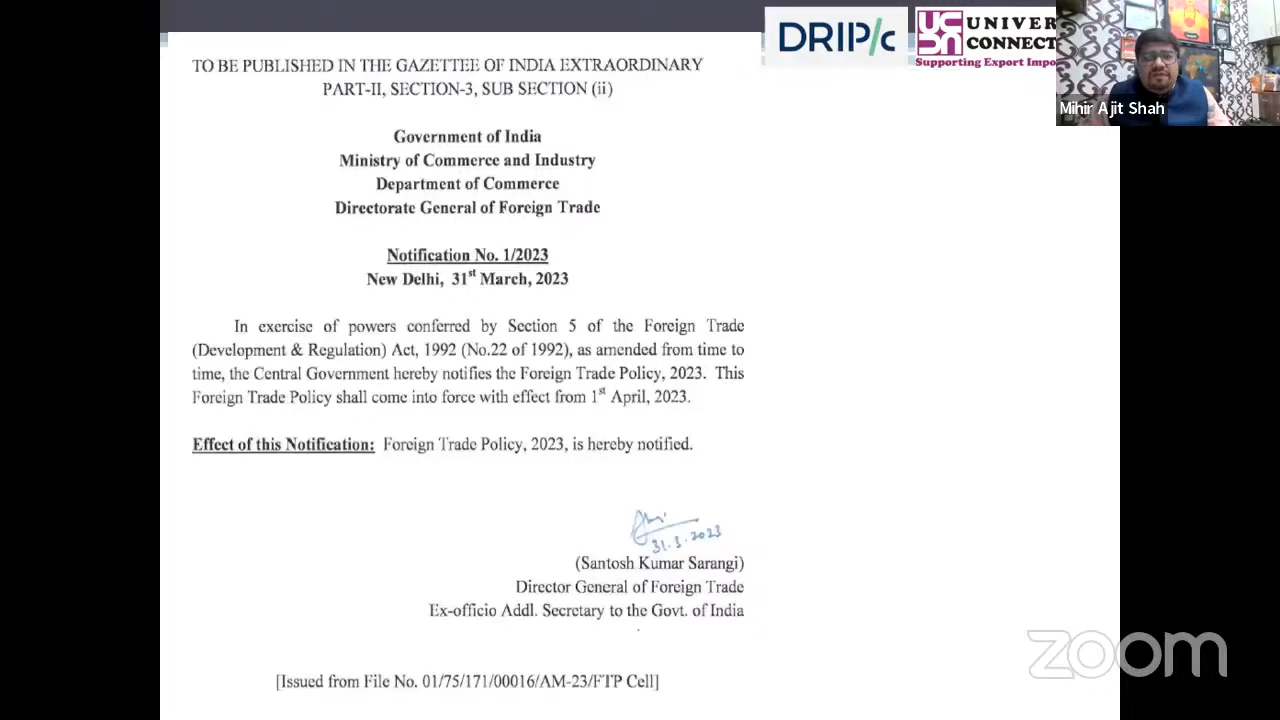 DRIP/c
UNIVER
CONNECT
Supporting Export Impo
Mihir Ajit Shah
TO BE PUBLISHED IN THE GAZETTEE OF INDIA EXTRAORDINARY
PART-II, SECTION-3, SUB SECTION (ii)
Government of India
Ministry of Commerce and Industry
Department of Commerce
Directorate General of Foreign Trade
Notification No. 1/2023
New Delhi, 31st March, 2023
In exercise of powers conferred by Section 5 of the Foreign Trade
(Development & Regulation) Act, 1992 (No.22 of 1992), as amended from time to
time, the Central Government hereby notifies the Foreign Trade Policy, 2023. This
Foreign Trade Policy shall come into force with effect from 1st April, 2023.
Effect of this Notification: Foreign Trade Policy, 2023, is hereby notified.
31.3.2023
(Santosh Kumar Sarangi)
Director General of Foreign Trade
Ex-officio Addl. Secretary to the Govt. of India
[Issued from File No. 01/75/171/00016/AM-23/FTP Cell]
zoom